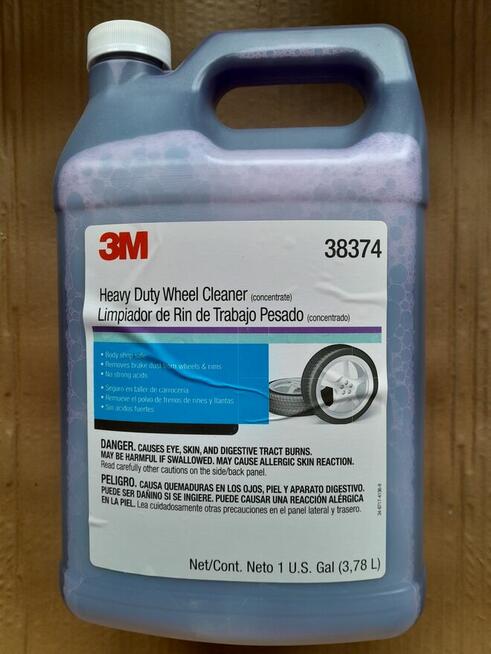 3M
38374
Heavy Duty Wheel Cleaner (concentrate)
Limpiador de Rin de Trabajo Pesado (concentrado)
• Body shop safe
• Removes brake dust from wheels & rims
• No strong acids
• Seguro en taller de carrocería
• Remueve el polvo de frenos de rines y llantas
• Sin ácidos fuertes
DANGER. CAUSES EYE, SKIN, AND DIGESTIVE TRACT BURNS.
MAY BE HARMFUL IF SWALLOWED. MAY CAUSE ALLERGIC SKIN REACTION.
Read carefully other cautions on the side/back panel.
PELIGRO. CAUSA QUEMADURAS EN LOS OJOS, PIEL Y APARATO DIGESTIVO.
PUEDE SER DAÑINO SI SE INGIERE. PUEDE CAUSAR UNA REACCIÓN ALÉRGICA
EN LA PIEL. Lea cuidadosamente otras precauciones en el panel lateral y trasero.
Net/Cont. Neto 1 U.S. Gal (3,78 L)